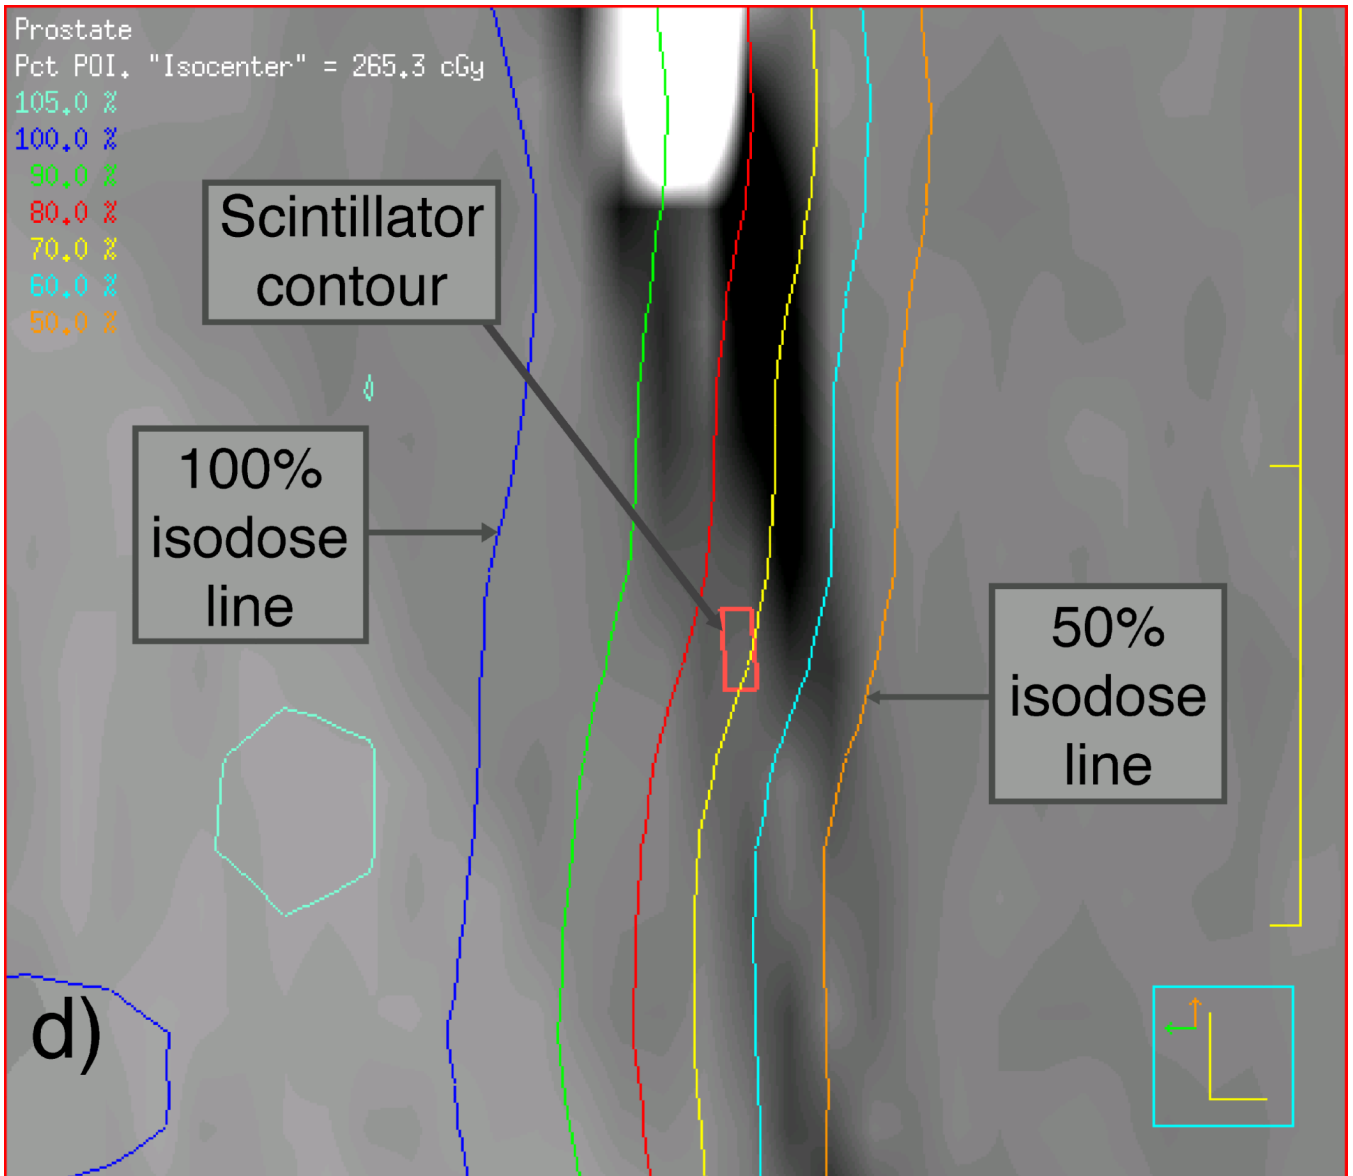 Prostate
Pct POI. "Isocenter" = 265.3 cGy
105.0 %
100.0 %
90.0 %
80.0 %
70.0 %
60.0 %
50.0 %
Scintillator
contour
100%
isodose
line
50%
isodose
line
d)